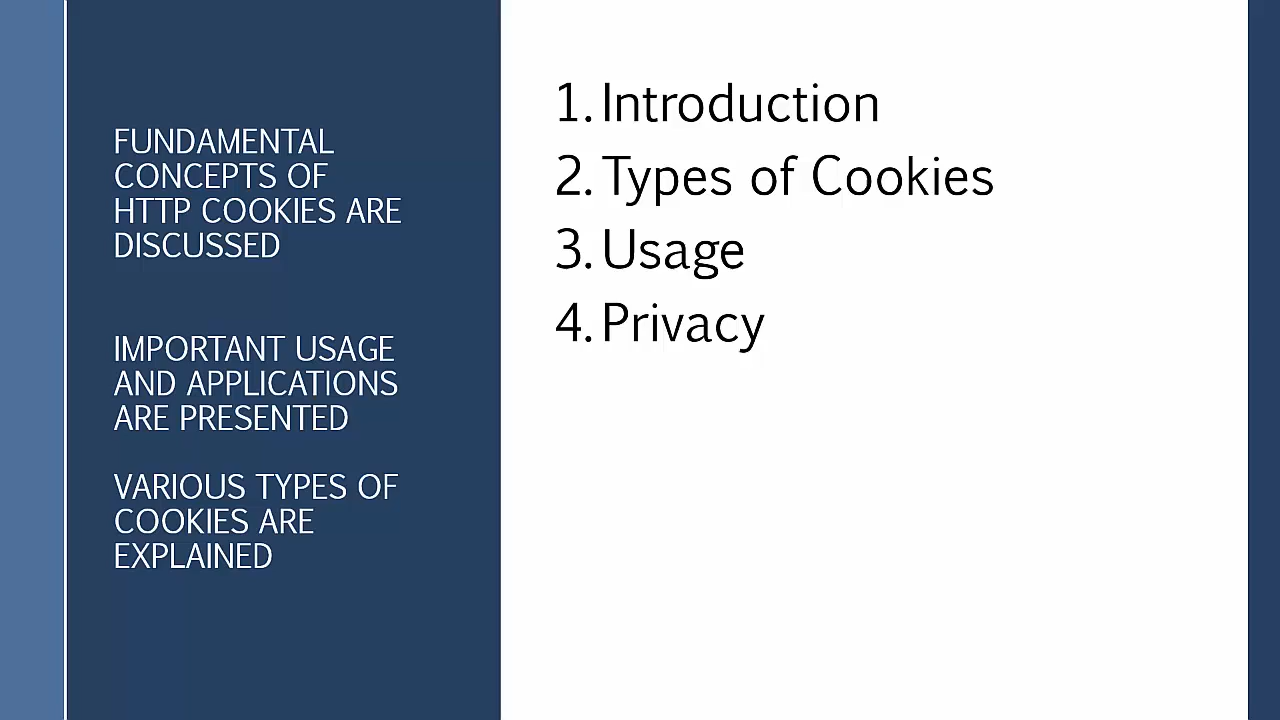 FUNDAMENTAL
CONCEPTS OF
HTTP COOKIES ARE
DISCUSSED
IMPORTANT USAGE
AND APPLICATIONS
ARE PRESENTED
VARIOUS TYPES OF
COOKIES ARE
EXPLAINED
1. Introduction
2. Types of Cookies
3. Usage
4. Privacy